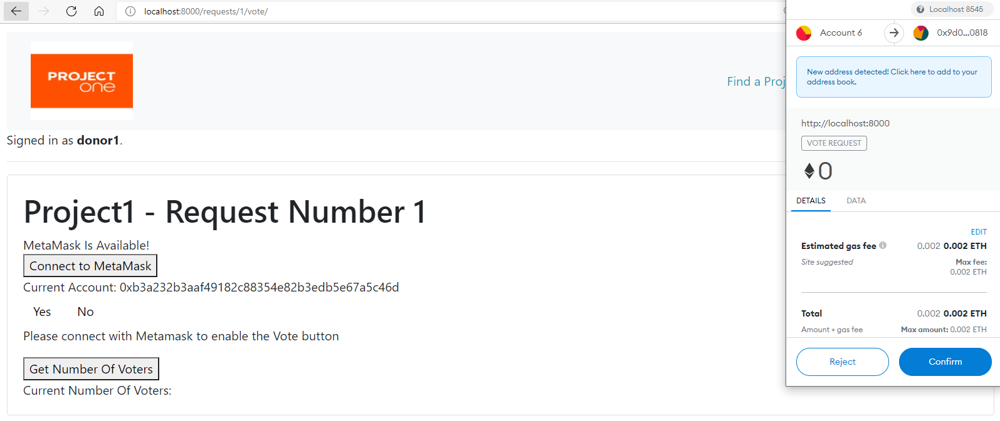 localhost:8000/requests/1/vote/
PROJECT
one
Find a Proj
Signed in as donor1.
Project1 - Request Number 1
MetaMask Is Available!
Connect to MetaMask
Current Account: 0xb3a232b3aaf49182c88354e82b3edb5e67a5c46d
Yes No
Please connect with Metamask to enable the Vote button
Get Number Of Voters
Current Number Of Voters:
Localhost 8545
Account 6 0x9d0...0818
New address detected! Click here to add to your
address book.
http://localhost:8000
VOTE REQUEST
0
DETAILS DATA
EDIT
Estimated gas fee 0.002 0.002 ETH
Site suggested Max fee:
0.002 ETH
Total 0.002 0.002 ETH
Amount + gas fee Max amount: 0.002 ETH
Reject Confirm